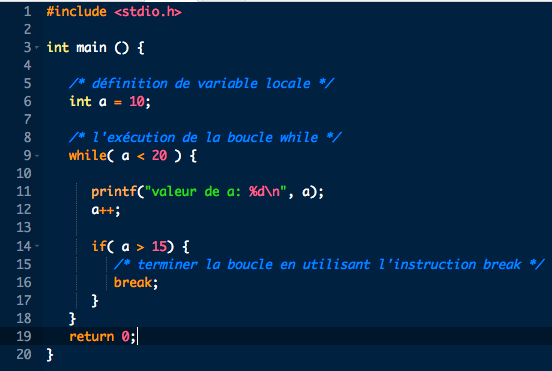 1 #include <stdio.h>
2
3 int main () {
4
5 /* définition de variable locale */
6 int a = 10;
7
8 /* l'exécution de la boucle while */
9 while( a < 20 ) {
10
11 printf("valeur de a: %d\n", a);
12 a++;
13
14 if( a > 15) {
15 /* terminer la boucle en utilisant l'instruction break */
16 break;
17 }
18 }
19 return 0;
20 }